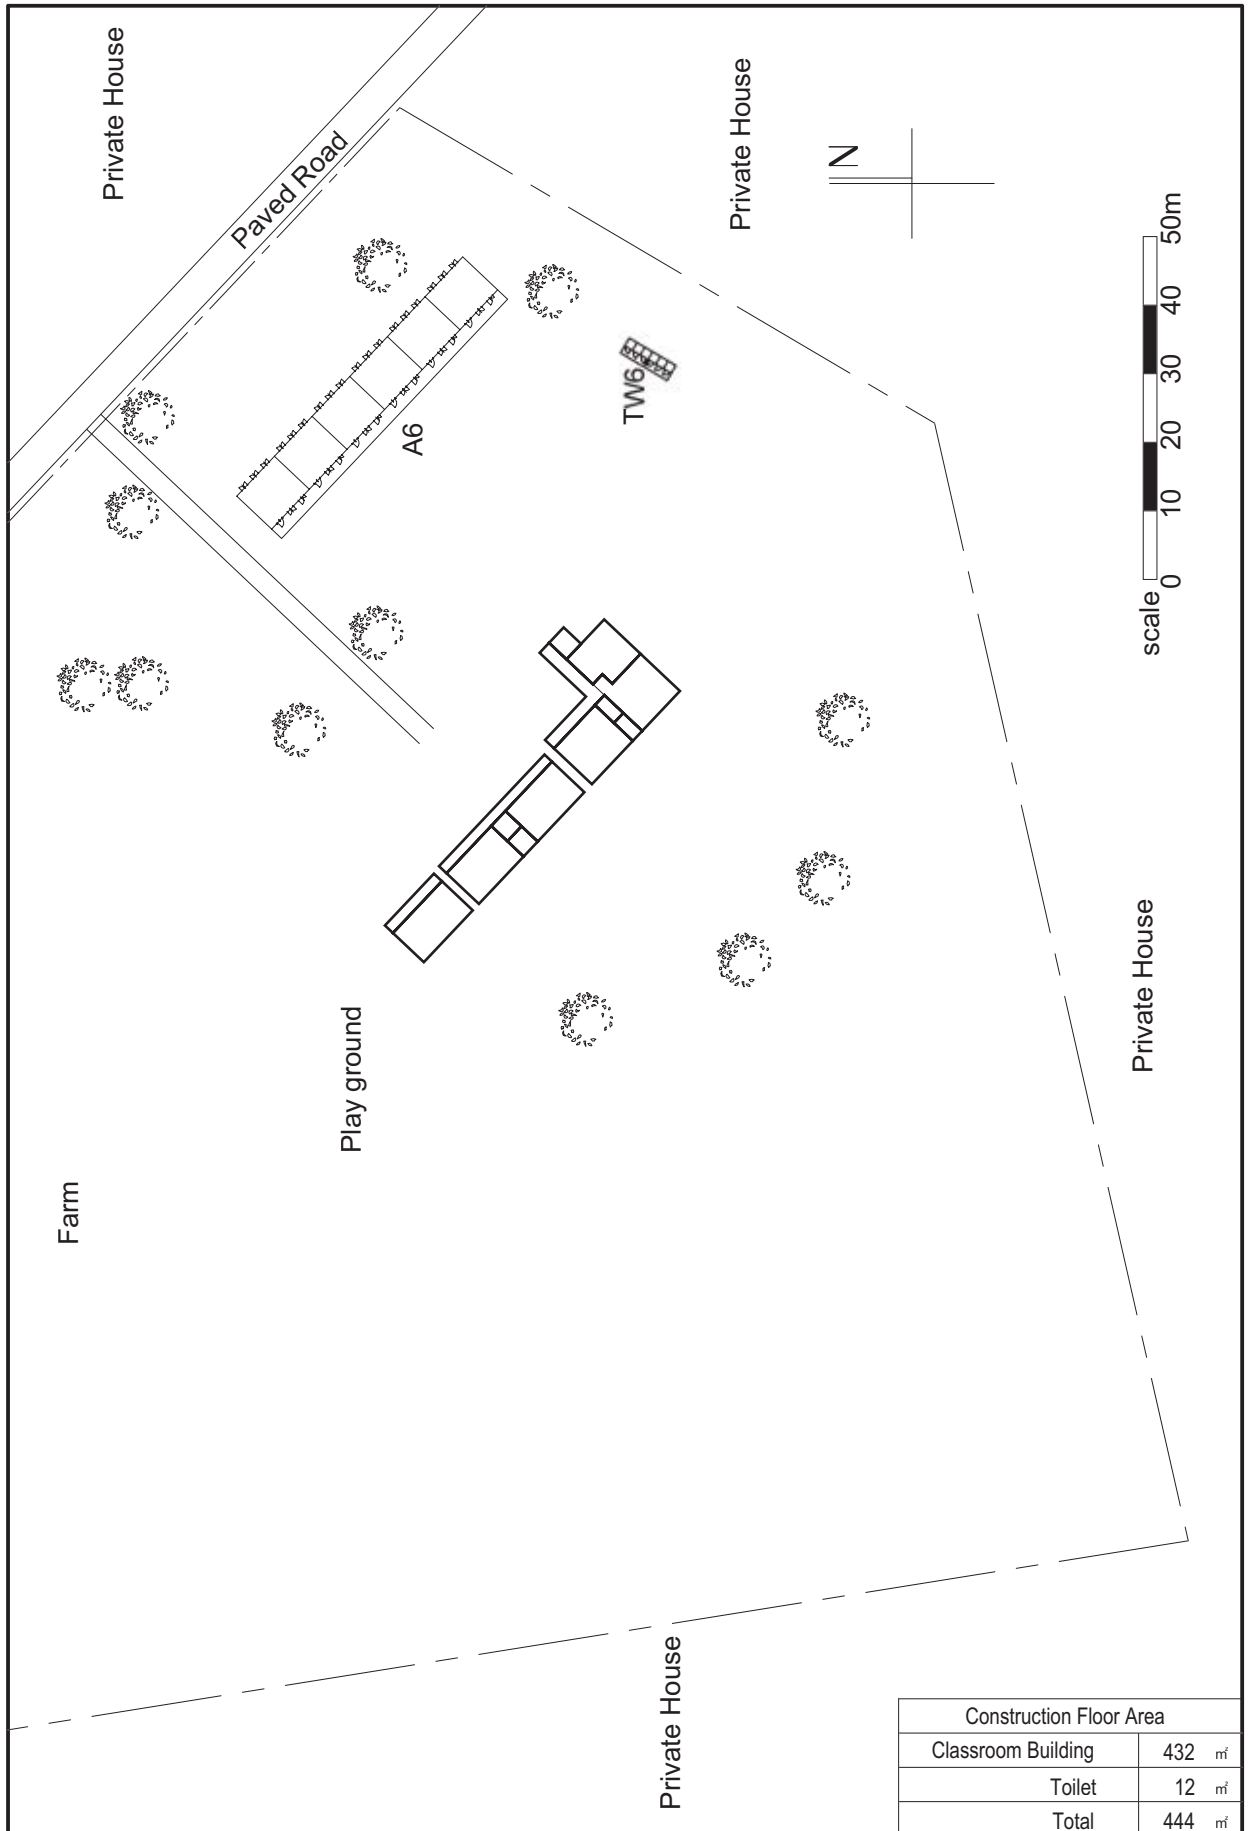 Private House
Paved Road
Private House
N
A6
TW6
scale 0 10 20 30 40 50m
Play ground
Farm
Private House
Private House
Construction Floor Area
Classroom Building 432 ㎡
Toilet 12 ㎡
Total 444 ㎡